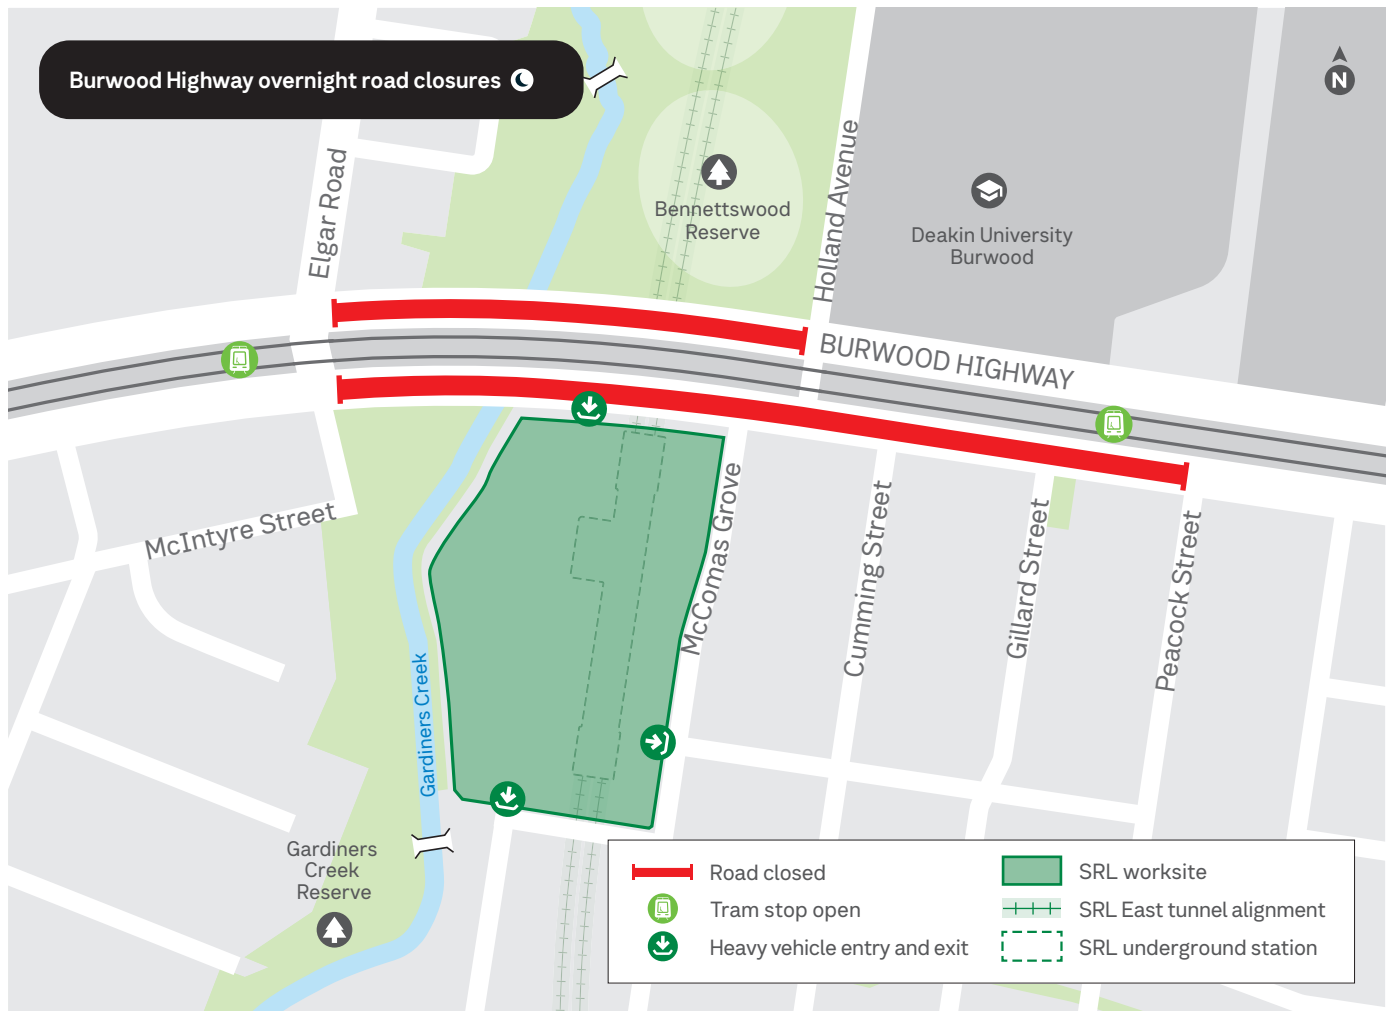 Burwood Highway overnight road closures
N
Elgar Road
Bennettswood
Reserve
Holland Avenue
Deakin University
Burwood
BURWOOD HIGHWAY
McIntyre Street
McComas Grove
Cumming Street
Gillard Street
Peacock Street
Gardiners Creek
Gardiners
Creek
Reserve
Road closed
Tram stop open
Heavy vehicle entry and exit
SRL worksite
SRL East tunnel alignment
SRL underground station